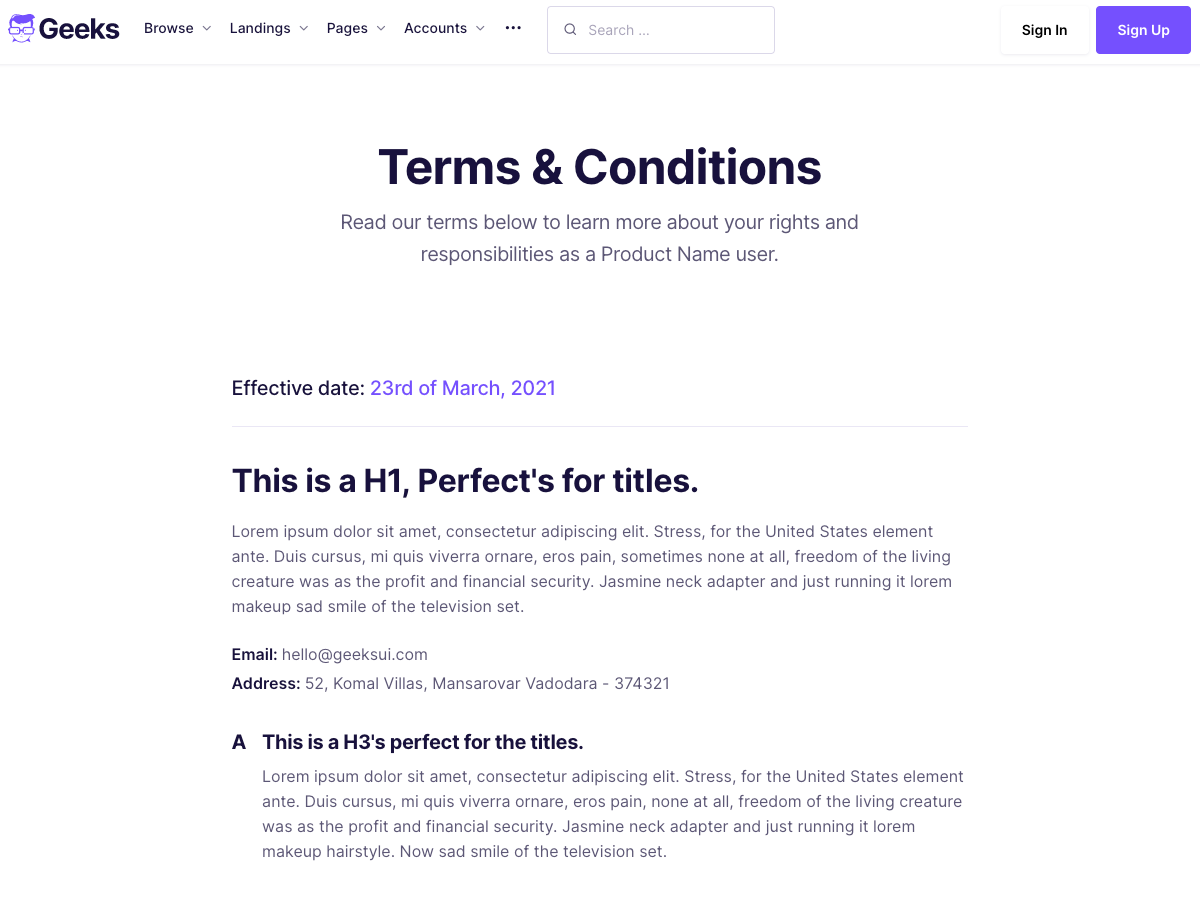 Geeks
Browse
Landings
Pages
Accounts
Search ...
Sign In
Sign Up
Terms & Conditions
Read our terms below to learn more about your rights and
responsibilities as a Product Name user.
Effective date: 23rd of March, 2021
This is a H1, Perfect's for titles.
Lorem ipsum dolor sit amet, consectetur adipiscing elit. Stress, for the United States element
ante. Duis cursus, mi quis viverra ornare, eros pain, sometimes none at all, freedom of the living
creature was as the profit and financial security. Jasmine neck adapter and just running it lorem
makeup sad smile of the television set.
Email: hello@geeksui.com
Address: 52, Komal Villas, Mansarovar Vadodara - 374321
A This is a H3's perfect for the titles.
Lorem ipsum dolor sit amet, consectetur adipiscing elit. Stress, for the United States element
ante. Duis cursus, mi quis viverra ornare, eros pain, none at all, freedom of the living creature
was as the profit and financial security. Jasmine neck adapter and just running it lorem
makeup hairstyle. Now sad smile of the television set.